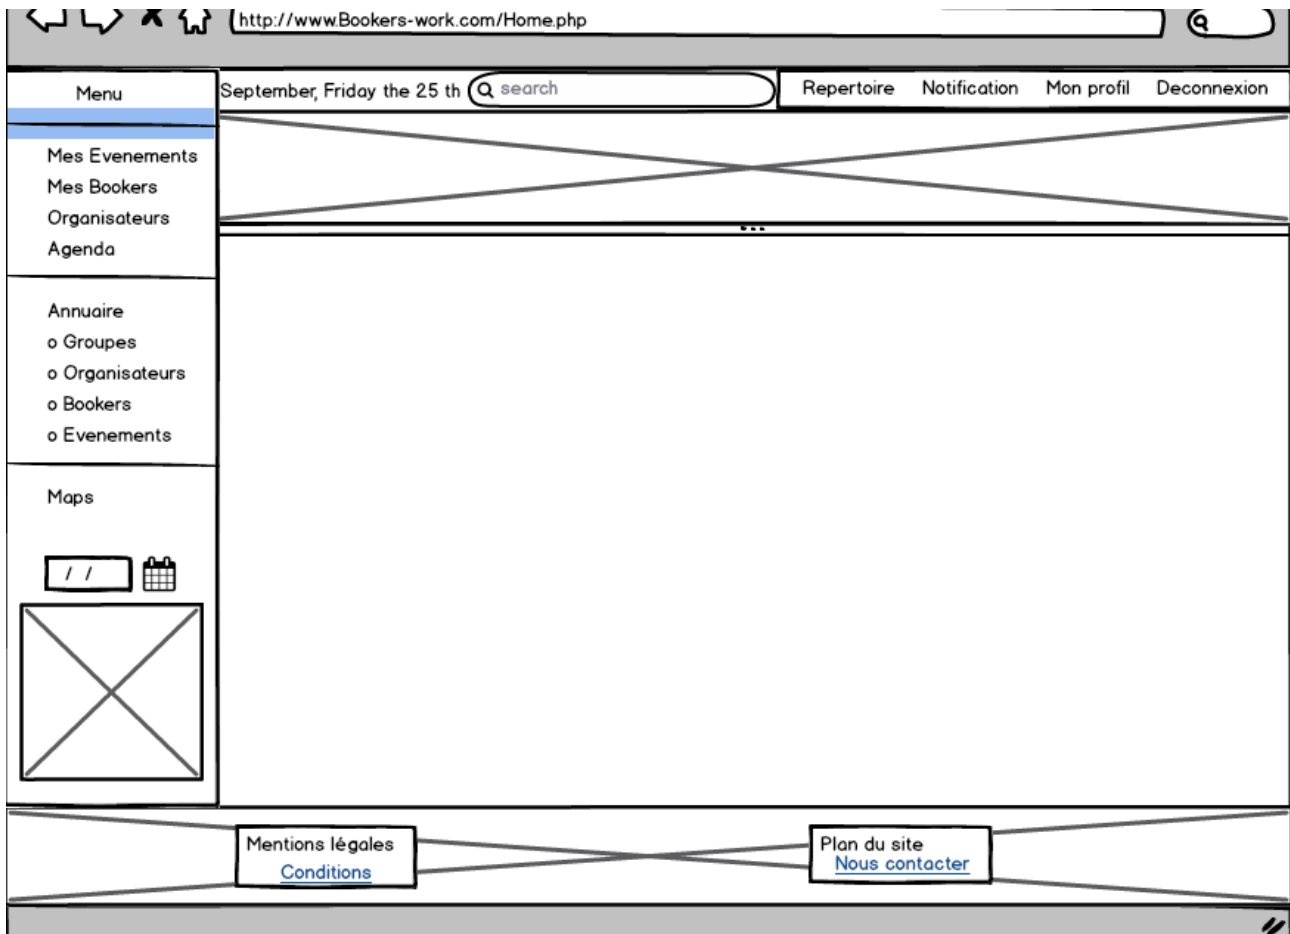 http://www.Bookers-work.com/Home.php
Menu
September, Friday the 25 th
search
Repertoire Notification Mon profil Deconnexion
Mes Evenements
Mes Bookers
Organisateurs
Agenda
Annuaire
o Groupes
o Organisateurs
o Bookers
o Evenements
Maps
/ /
Mentions légales
Conditions
Plan du site
Nous contacter